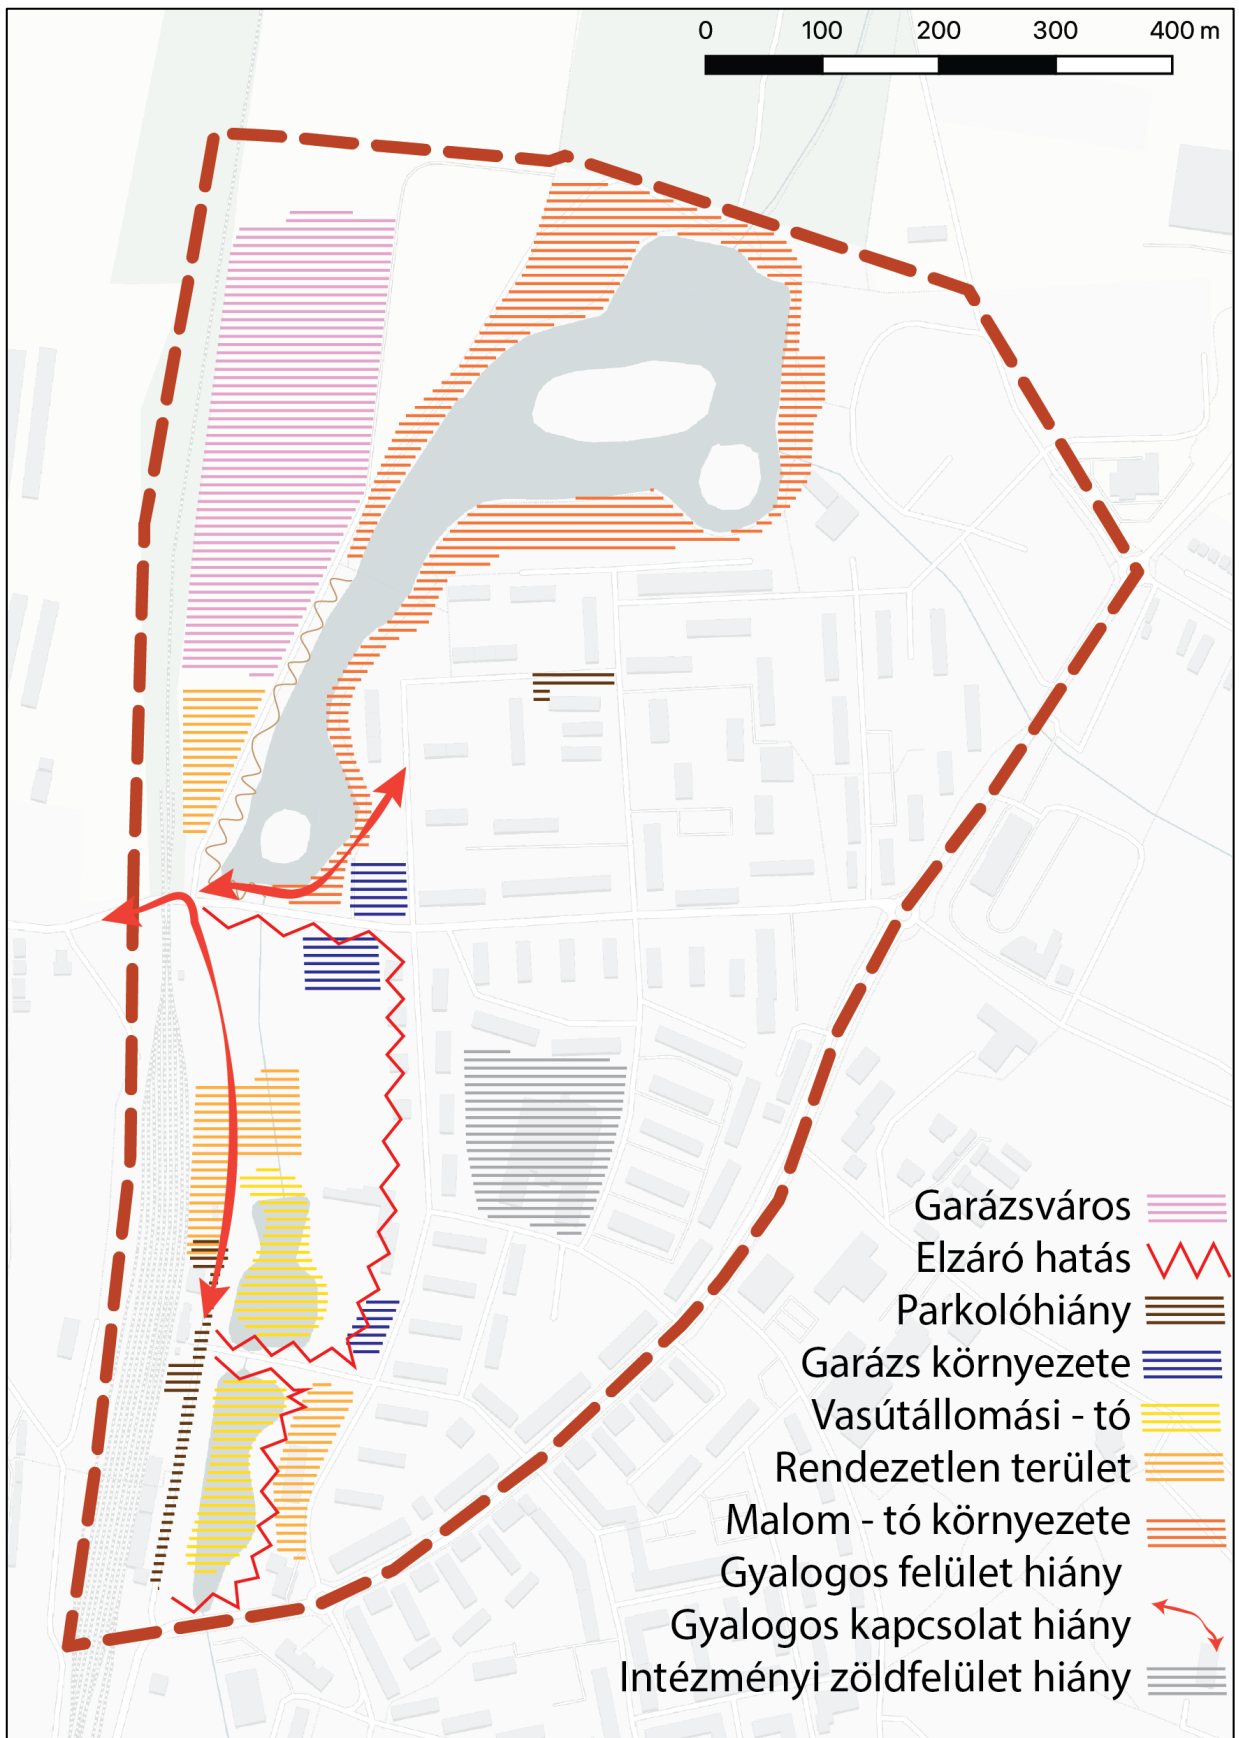 0 100 200 300 400 m
Garázsváros
Elzáró hatás
Parkolóhiány
Garázs környezete
Vasútállomási - tó
Rendezetlen terület
Malom - tó környezete
Gyalogos felület hiány
Gyalogos kapcsolat hiány
Intézményi zöldfelület hiány